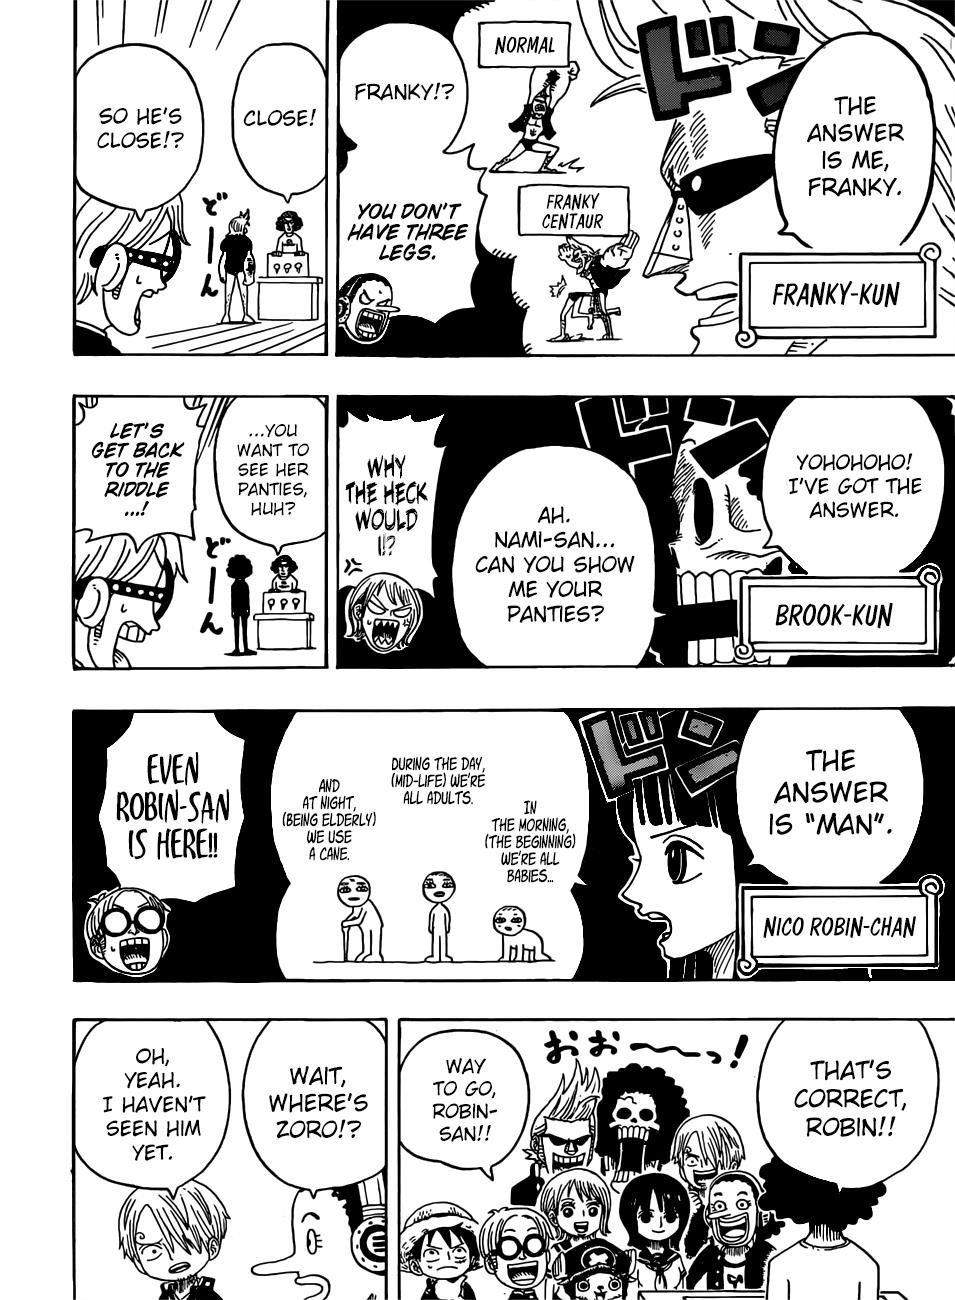 ドン
THE
ANSWER
IS ME,
FRANKY.
FRANKY-KUN
NORMAL
FRANKY
CENTAUR
FRANKY!?
YOU DON'T
HAVE THREE
LEGS.
CLOSE!
SO HE'S
CLOSE!?
どーん
ドン
YOHOHOHO!
I'VE GOT THE
ANSWER.
BROOK-KUN
AH.
NAMI-SAN...
CAN YOU SHOW
ME YOUR
PANTIES?
WHY
THE HECK
WOULD
I!?
...YOU
WANT TO
SEE HER
PANTIES,
HUH?
どーん
LET'S
GET BACK
TO THE
RIDDLE
...!
ドン
THE
ANSWER
IS “MAN”.
NICO ROBIN-CHAN
IN
THE MORNING,
(THE BEGINNING)
WE'RE ALL
BABIES...
DURING THE DAY,
(MID-LIFE) WE'RE
ALL ADULTS.
AND
AT NIGHT,
(BEING ELDERLY)
WE USE
A CANE.
EVEN
ROBIN-SAN
IS HERE!!
THAT'S
CORRECT,
ROBIN!!
おお〜〜っ!
WAY
TO GO,
ROBIN-
SAN!!
WAIT,
WHERE'S
ZORO!?
OH,
YEAH.
I HAVEN'T
SEEN HIM
YET.